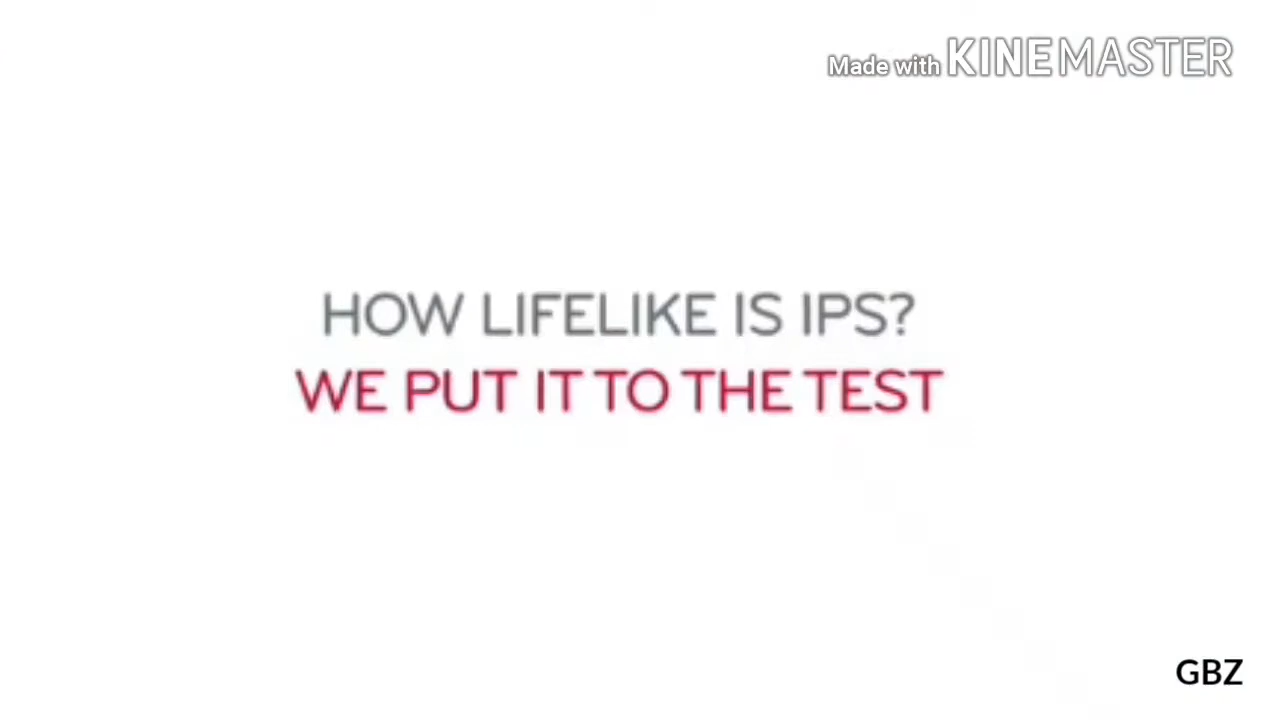 Made with KINEMASTER
HOW LIFELIKE IS IPS?
WE PUT IT TO THE TEST
GBZ